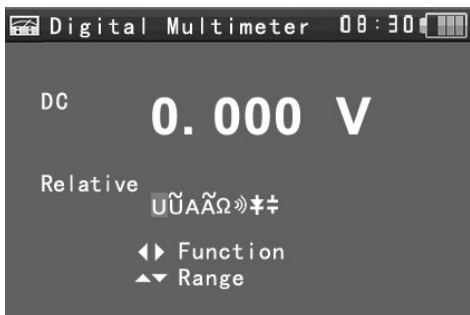 Digital Multimeter 08:30
DC 0.000 V
Relative
UŨAÃΩ
◀▶ Function
▲▼ Range